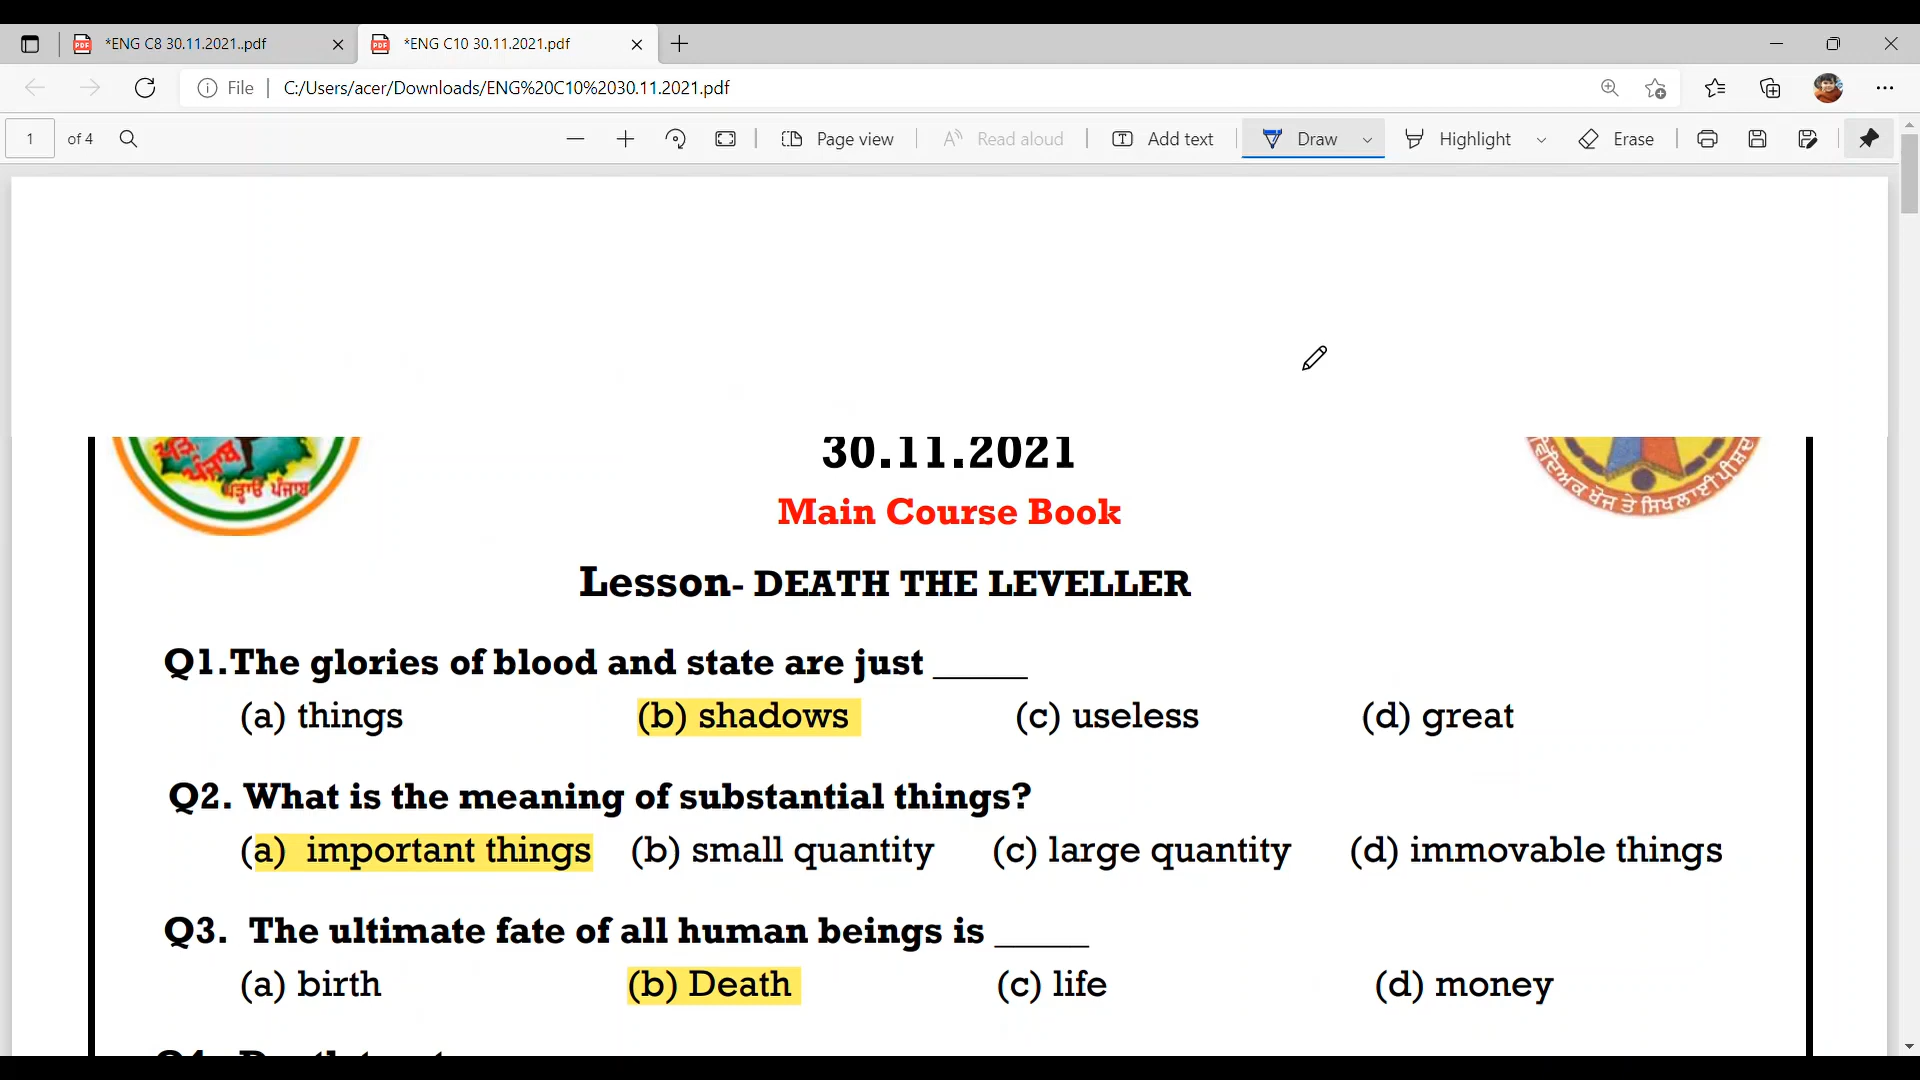 *ENG C8 30.11.2021..pdf
*ENG C10 30.11.2021.pdf
File
C:/Users/acer/Downloads/ENG%20C10%2030.11.2021.pdf
1 of 4
Page view
Read aloud
Add text
Draw
Highlight
Erase
ਪੜ੍ਹੋ ਪੰਜਾਬ
ਪੜ੍ਹਾਓ ਪੰਜਾਬ
30.11.2021
Main Course Book
Lesson- DEATH THE LEVELLER
Q1.The glories of blood and state are just _____
(a) things (b) shadows (c) useless (d) great
Q2. What is the meaning of substantial things?
(a) important things (b) small quantity (c) large quantity (d) immovable things
Q3. The ultimate fate of all human beings is _____
(a) birth (b) Death (c) life (d) money